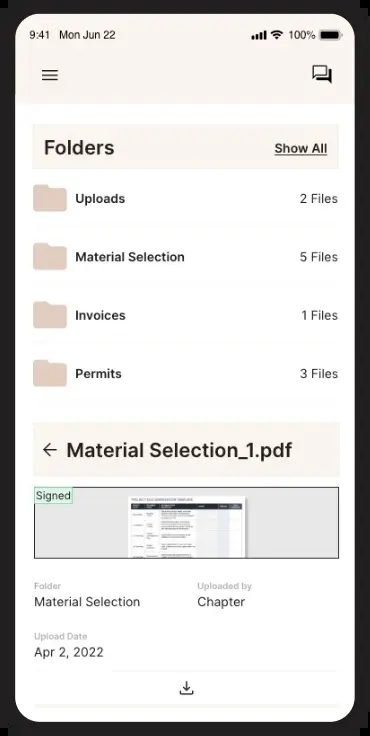 9:41 Mon Jun 22 100%
Folders Show All
Uploads 2 Files
Material Selection 5 Files
Invoices 1 Files
Permits 3 Files
Material Selection_1.pdf
Signed
Folder Uploaded by
Material Selection Chapter
Upload Date
Apr 2, 2022